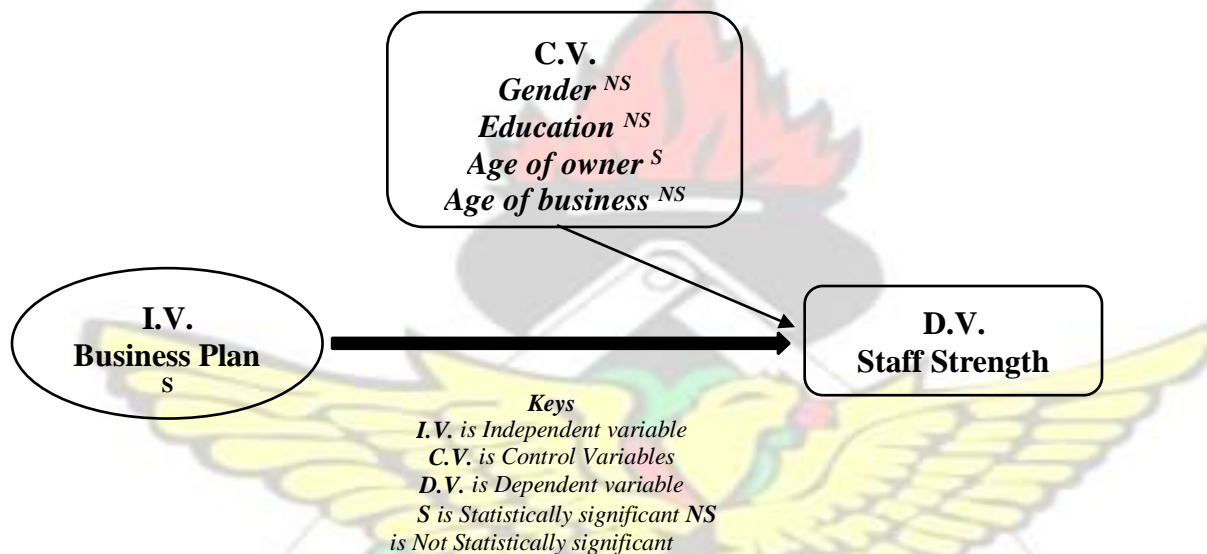 C.V.
Gender NS
Education NS
Age of owner S
Age of business NS
I.V.
Business Plan
S
D.V.
Staff Strength
Keys
I.V. is Independent variable
C.V. is Control Variables
D.V. is Dependent variable
S is Statistically significant NS
is Not Statistically significant